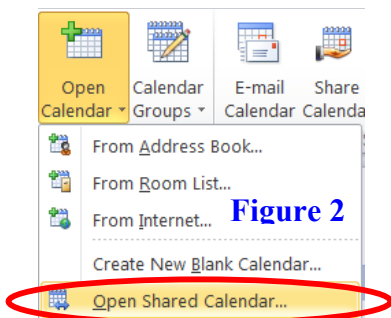 Open Calendar E-mail Share
Calendar Groups Calendar Calenda
From Address Book...
From Room List...
From Internet...
Figure 2
Create New Blank Calendar...
Open Shared Calendar...